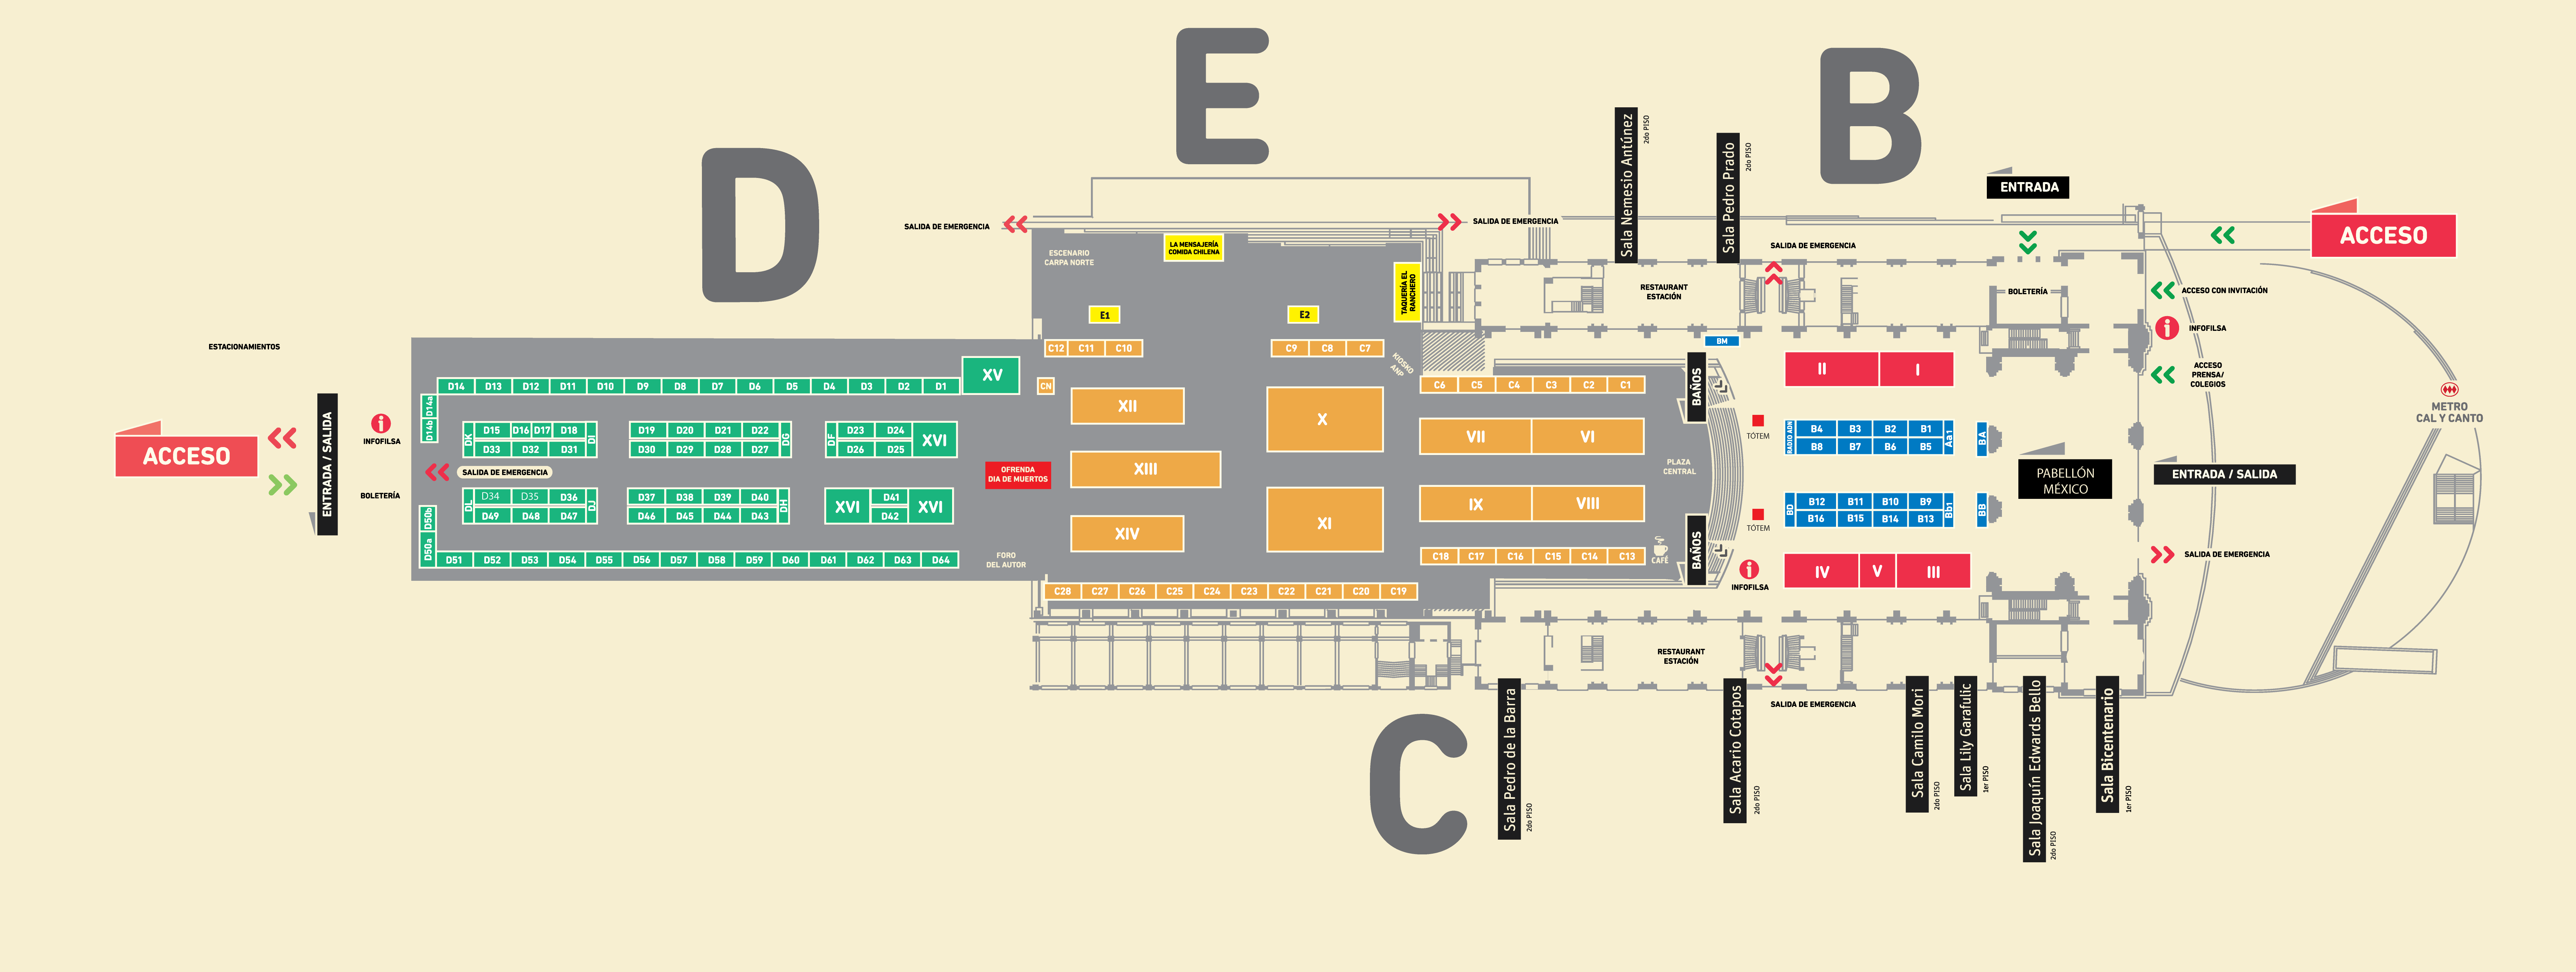 E
B
D
C
Sala Nemesio Antúnez
2do PISO
Sala Pedro Prado
2do PISO
ENTRADA
ACCESO
SALIDA DE EMERGENCIA
SALIDA DE EMERGENCIA
SALIDA DE EMERGENCIA
ESCENARIO
CARPA NORTE
LA MENSAJERÍA
COMIDA CHILENA
TAQUERÍA EL
RANCHERO
RESTAURANT
ESTACIÓN
BOLETERÍA
ACCESO CON INVITACIÓN
INFOFILSA
ACCESO
PRENSA/
COLEGIOS
METRO
CAL Y CANTO
E1
E2
BM
ESTACIONAMIENTOS
C12 C11 C10
C9 C8 C7
KIOSKO
ANP
BAÑOS
II I
XV
D14 D13 D12 D11 D10 D9 D8 D7 D6 D5 D4 D3 D2 D1
CN
C6 C5 C4 C3 C2 C1
D14a
D14b
XII
X
VII VI
TÓTEM
ENTRADA / SALIDA
ACCESO
INFOFILSA
DK D15 D16 D17 D18 DI
D33 D32 D31
D19 D20 D21 D22 DG
D30 D29 D28 D27
DF D23 D24 XVI
D26 D25
RADIO ADN B4 B3 B2 B1 Aa1 BA
B8 B7 B6 B5
SALIDA DE EMERGENCIA
OFRENDA
DIA DE MUERTOS
XIII
PLAZA
CENTRAL
PABELLÓN
MÉXICO
ENTRADA / SALIDA
BOLETERÍA
DL D34 D35 D36 DJ
D49 D48 D47
D37 D38 D39 D40 DH
D46 D45 D44 D43
XVI D41 XVI
D42
XI
IX VIII
TÓTEM
BD B12 B11 B10 B9 Bb1 BB
B16 B15 B14 B13
D50b
D50a
XIV
BAÑOS
CAFÉ
D51 D52 D53 D54 D55 D56 D57 D58 D59 D60 D61 D62 D63 D64
FORO
DEL AUTOR
C18 C17 C16 C15 C14 C13
INFOFILSA
IV V III
SALIDA DE EMERGENCIA
C28 C27 C26 C25 C24 C23 C22 C21 C20 C19
RESTAURANT
ESTACIÓN
SALIDA DE EMERGENCIA
Sala Pedro de la Barra
2do PISO
Sala Acario Cotapos
2do PISO
Sala Camilo Mori
2do PISO
Sala Lily Garafulic
1er PISO
Sala Joaquín Edwards Bello
2do PISO
Sala Bicentenario
1er PISO